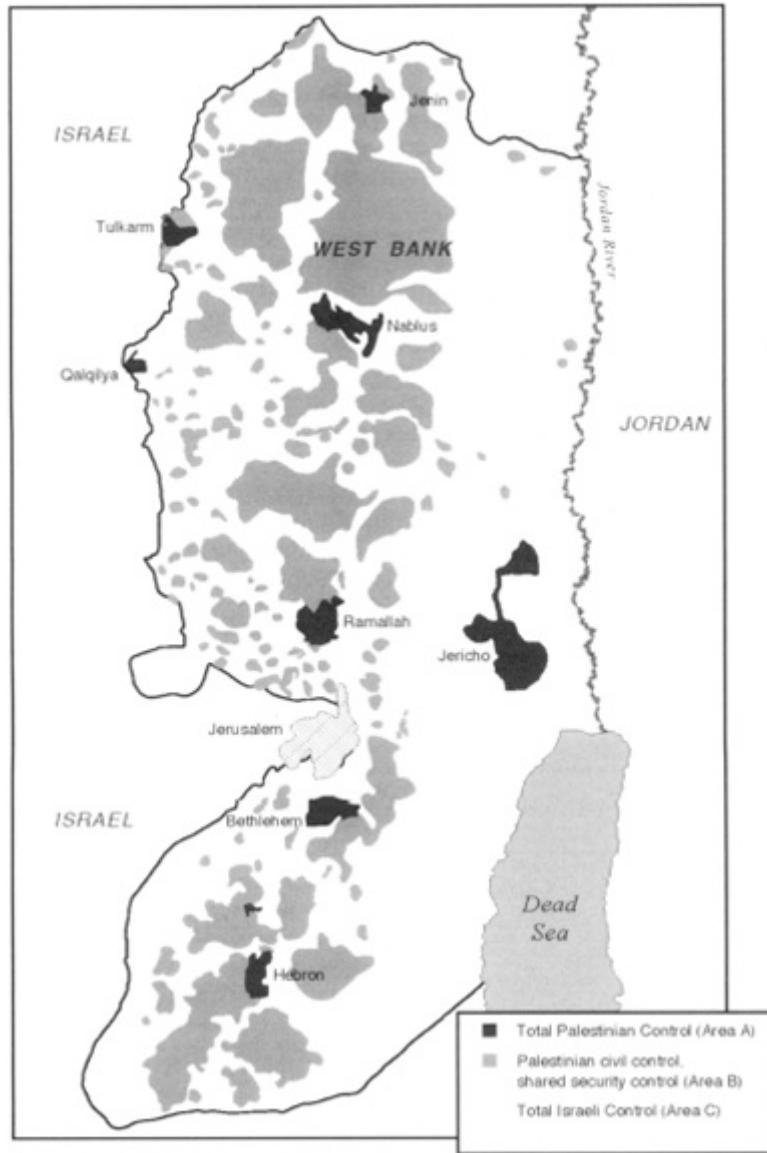 Jenin
ISRAEL
Jordan River
Tulkarm
WEST BANK
Nablus
Qalqilya
JORDAN
Ramallah
Jericho
Jerusalem
ISRAEL
Bethlehem
Dead
Sea
Hebron
Total Palestinian Control (Area A)
Palestinian civil control,
shared security control (Area B)
Total Israeli Control (Area C)